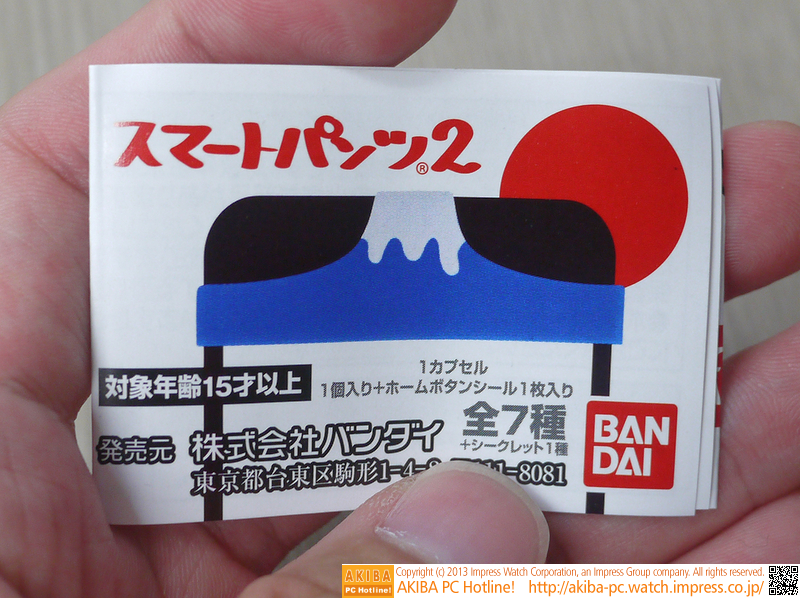 スマートパンツ®2
対象年齢15才以上
1カプセル
1個入り+ホームボタンシール1枚入り
全7種
+シークレット1種
発売元 株式会社バンダイ
東京都台東区駒形1-4-8 -8081
BAN
DAI
AKIBA
PC Hotline!
Copyright (c) 2013 Impress Watch Corporation, an Impress Group company. All rights reserved.
AKIBA PC Hotline! http://akiba-pc.watch.impress.co.jp/